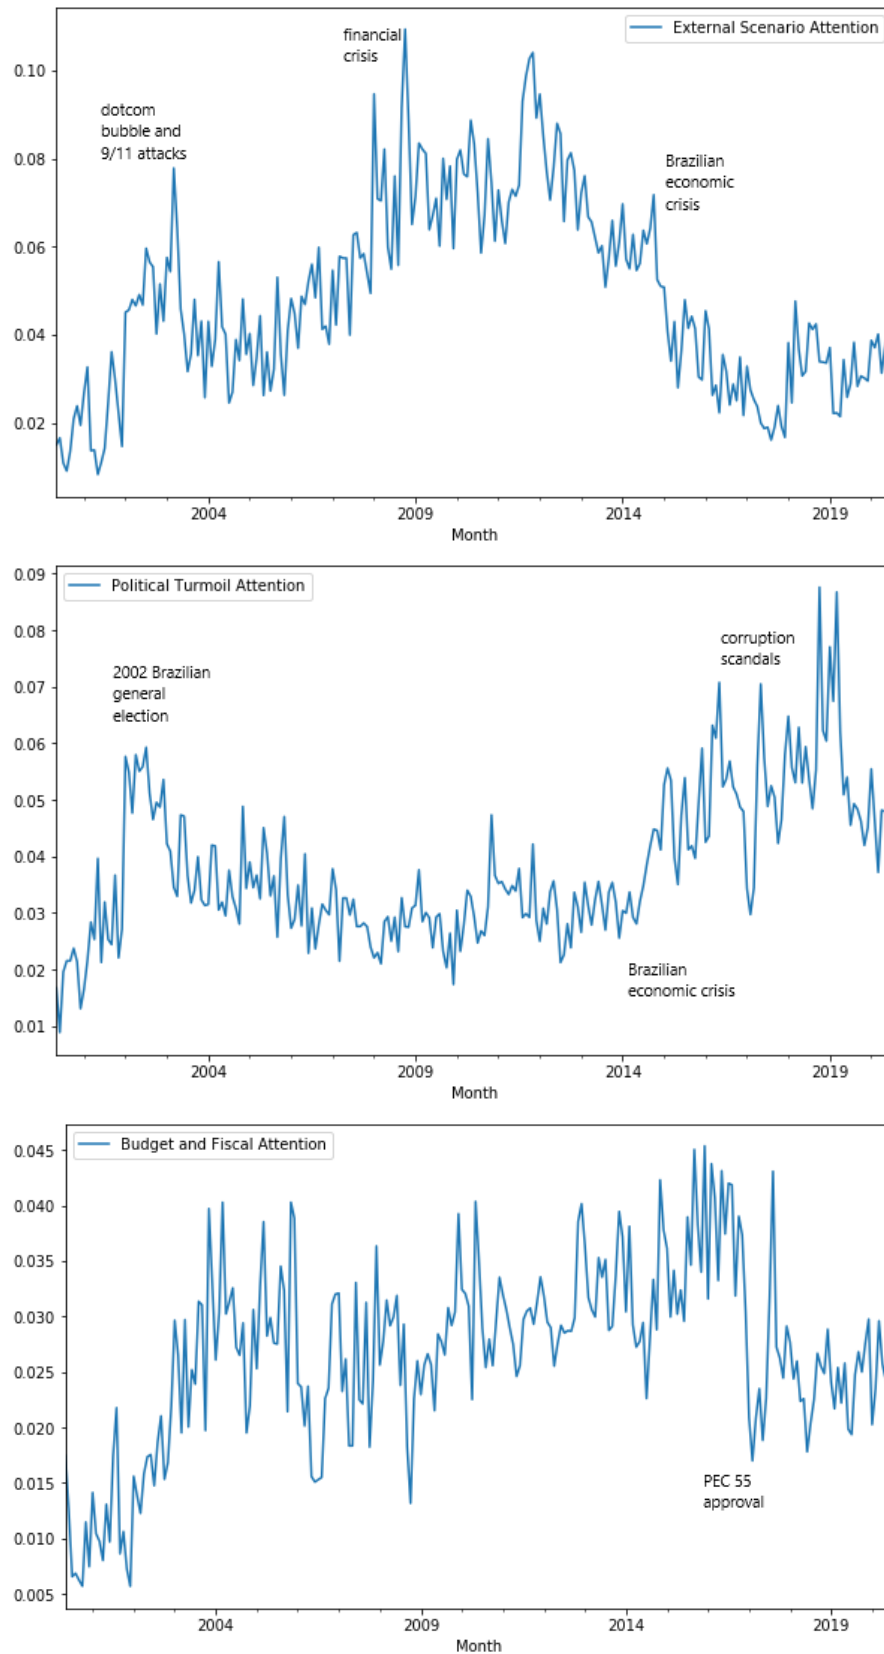 External Scenario Attention
financial
crisis
0.10
dotcom
bubble and
9/11 attacks
0.08
Brazilian
economic
crisis
0.06
0.04
0.02
2004 2009 2014 2019
Month
0.09
Political Turmoil Attention
0.08
corruption
scandals
2002 Brazilian
general
election
0.07
0.06
0.05
0.04
0.03
0.02
Brazilian
economic crisis
0.01
2004 2009 2014 2019
Month
Budget and Fiscal Attention
0.045
0.040
0.035
0.030
0.025
0.020
0.015
PEC 55
approval
0.010
0.005
2004 2009 2014 2019
Month